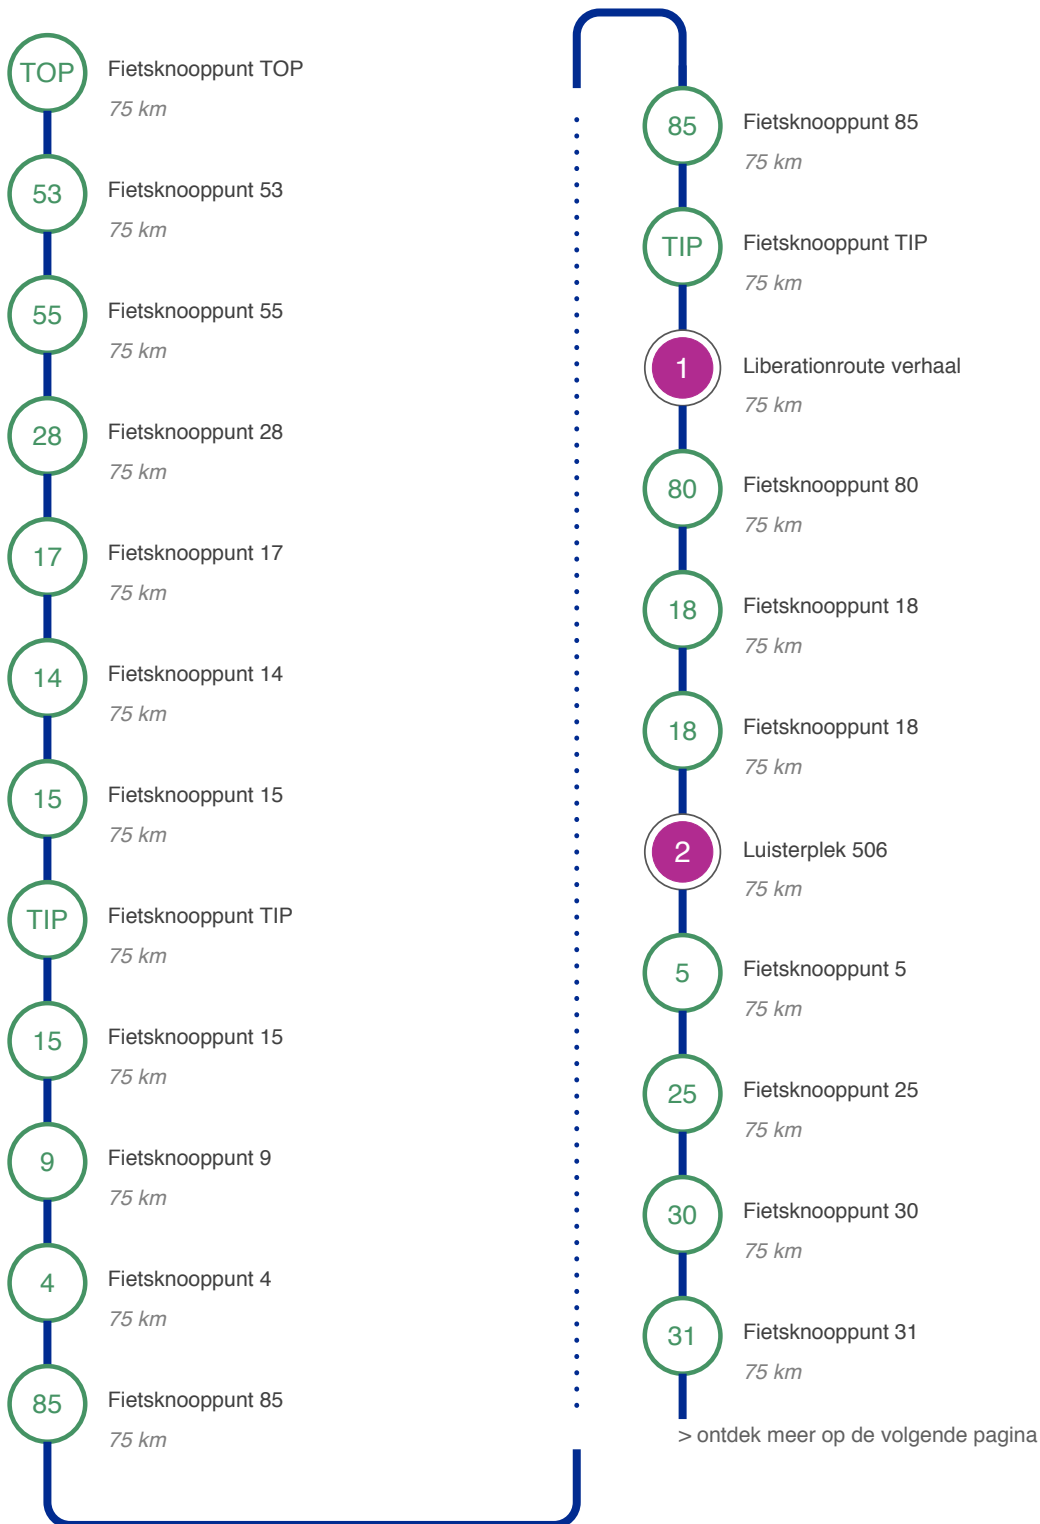 TOP
Fietsknooppunt TOP
75 km
53
Fietsknooppunt 53
75 km
55
Fietsknooppunt 55
75 km
28
Fietsknooppunt 28
75 km
17
Fietsknooppunt 17
75 km
14
Fietsknooppunt 14
75 km
15
Fietsknooppunt 15
75 km
TIP
Fietsknooppunt TIP
75 km
15
Fietsknooppunt 15
75 km
9
Fietsknooppunt 9
75 km
4
Fietsknooppunt 4
75 km
85
Fietsknooppunt 85
75 km
85
Fietsknooppunt 85
75 km
TIP
Fietsknooppunt TIP
75 km
1
Liberationroute verhaal
75 km
80
Fietsknooppunt 80
75 km
18
Fietsknooppunt 18
75 km
18
Fietsknooppunt 18
75 km
2
Luisterplek 506
75 km
5
Fietsknooppunt 5
75 km
25
Fietsknooppunt 25
75 km
30
Fietsknooppunt 30
75 km
31
Fietsknooppunt 31
75 km
> ontdek meer op de volgende pagina